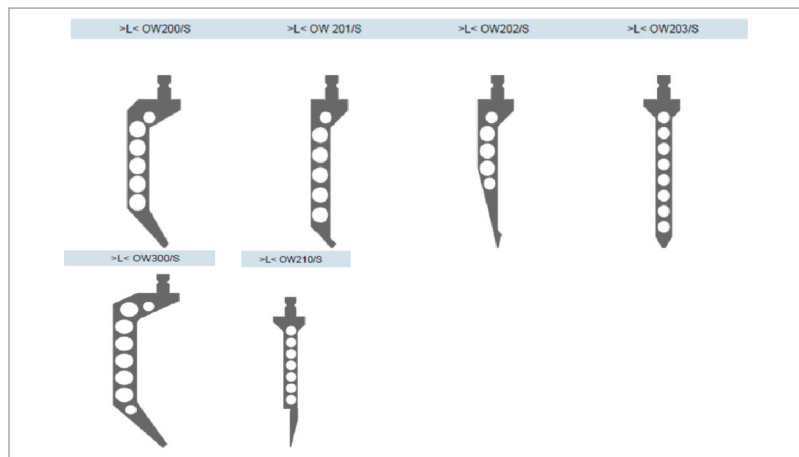 >L< OW200/S
>L< OW 201/S
>L< OW202/S
>L< OW203/S
>L< OW300/S
>L< OW210/S